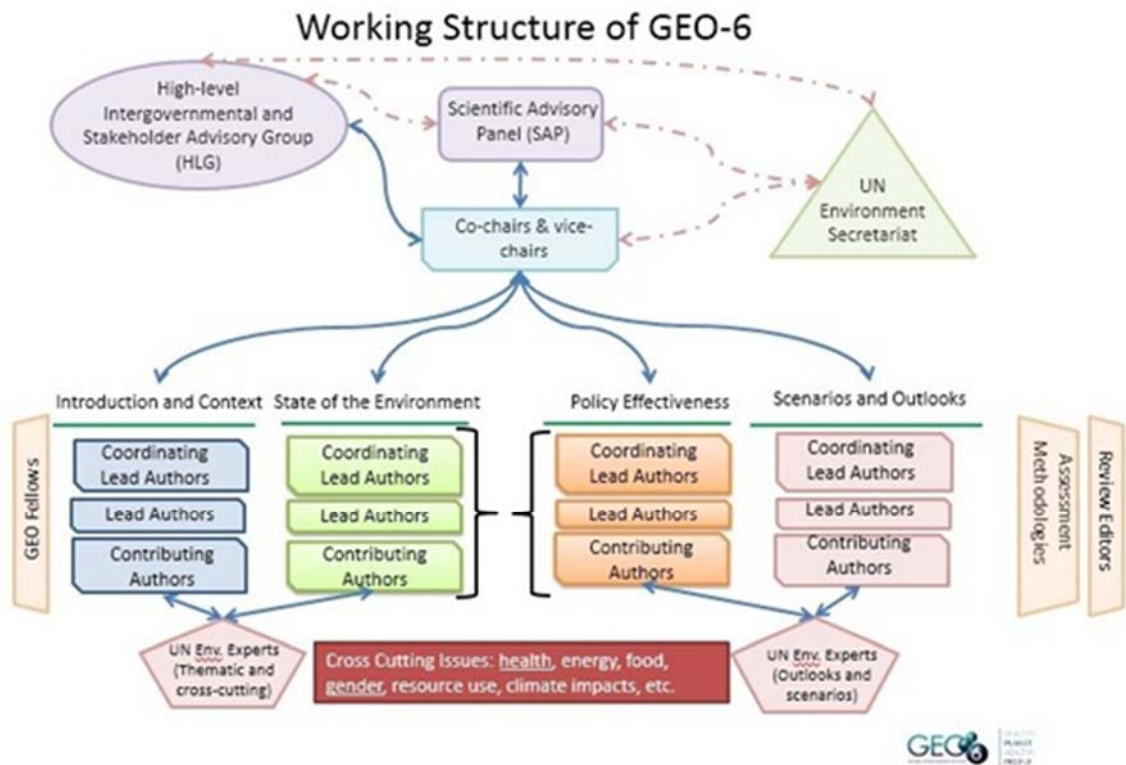 Working Structure of GEO-6
High-level
Intergovernmental and
Stakeholder Advisory Group
(HLG)
Scientific Advisory
Panel (SAP)
UN
Environment
Secretariat
Co-chairs & vice-
chairs
Introduction and Context
State of the Environment
Policy Effectiveness
Scenarios and Outlooks
GEO Fellows
Coordinating
Lead Authors
Lead Authors
Contributing
Authors
Coordinating
Lead Authors
Lead Authors
Contributing
Authors
Coordinating
Lead Authors
Lead Authors
Contributing
Authors
Coordinating
Lead Authors
Lead Authors
Contributing
Authors
Assessment
Methodologies
Review Editors
UN Env. Experts
(Thematic and
cross-cutting)
Cross Cutting Issues: health, energy, food,
gender, resource use, climate impacts, etc.
UN Env. Experts
(Outlooks and
scenarios)
GEO6
HEALTHY
PLANET
HEALTHY
PEOPLE